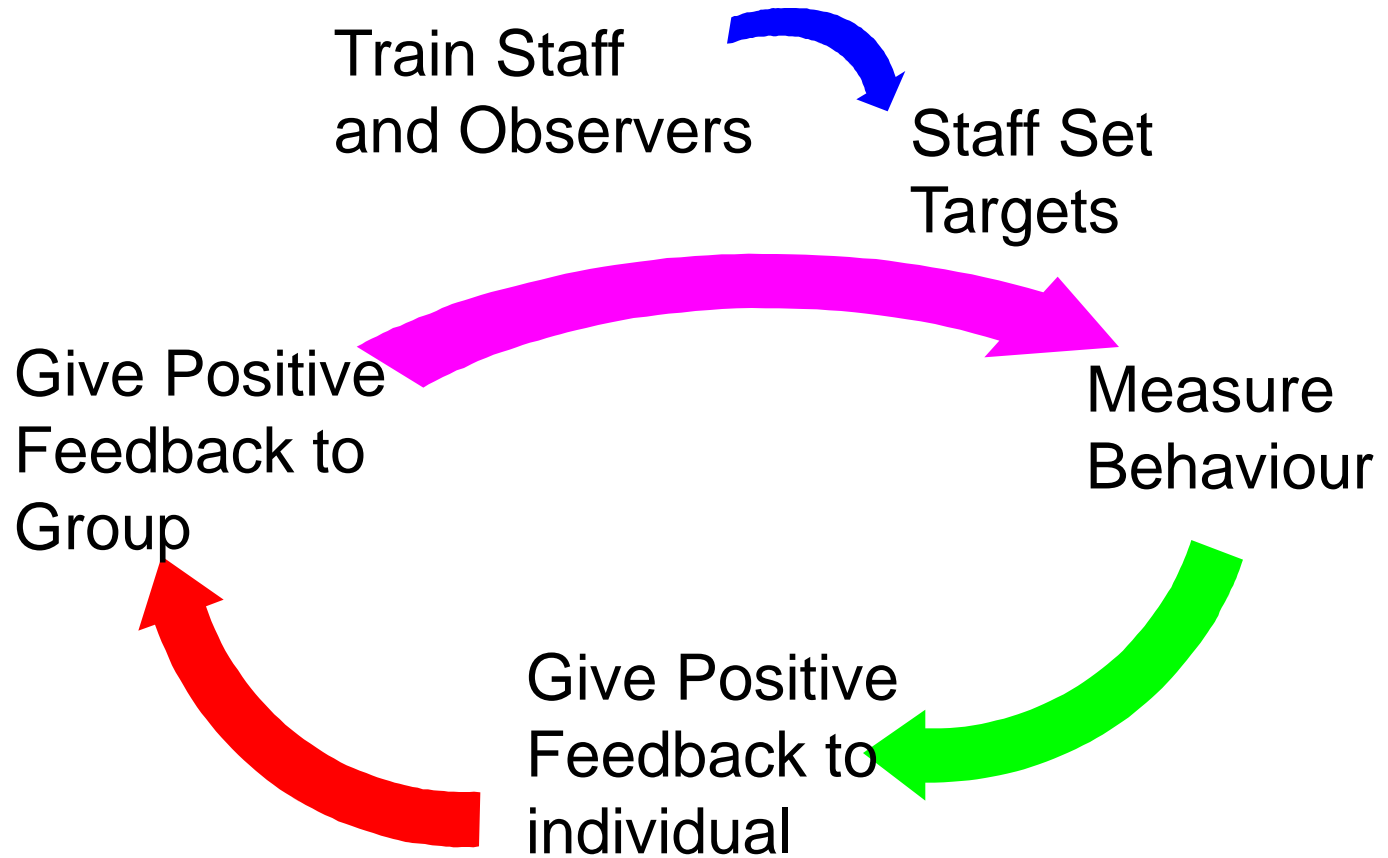 Train Staff
and Observers
Staff Set
Targets
Measure
Behaviour
Give Positive
Feedback to
individual
Give Positive
Feedback to
Group